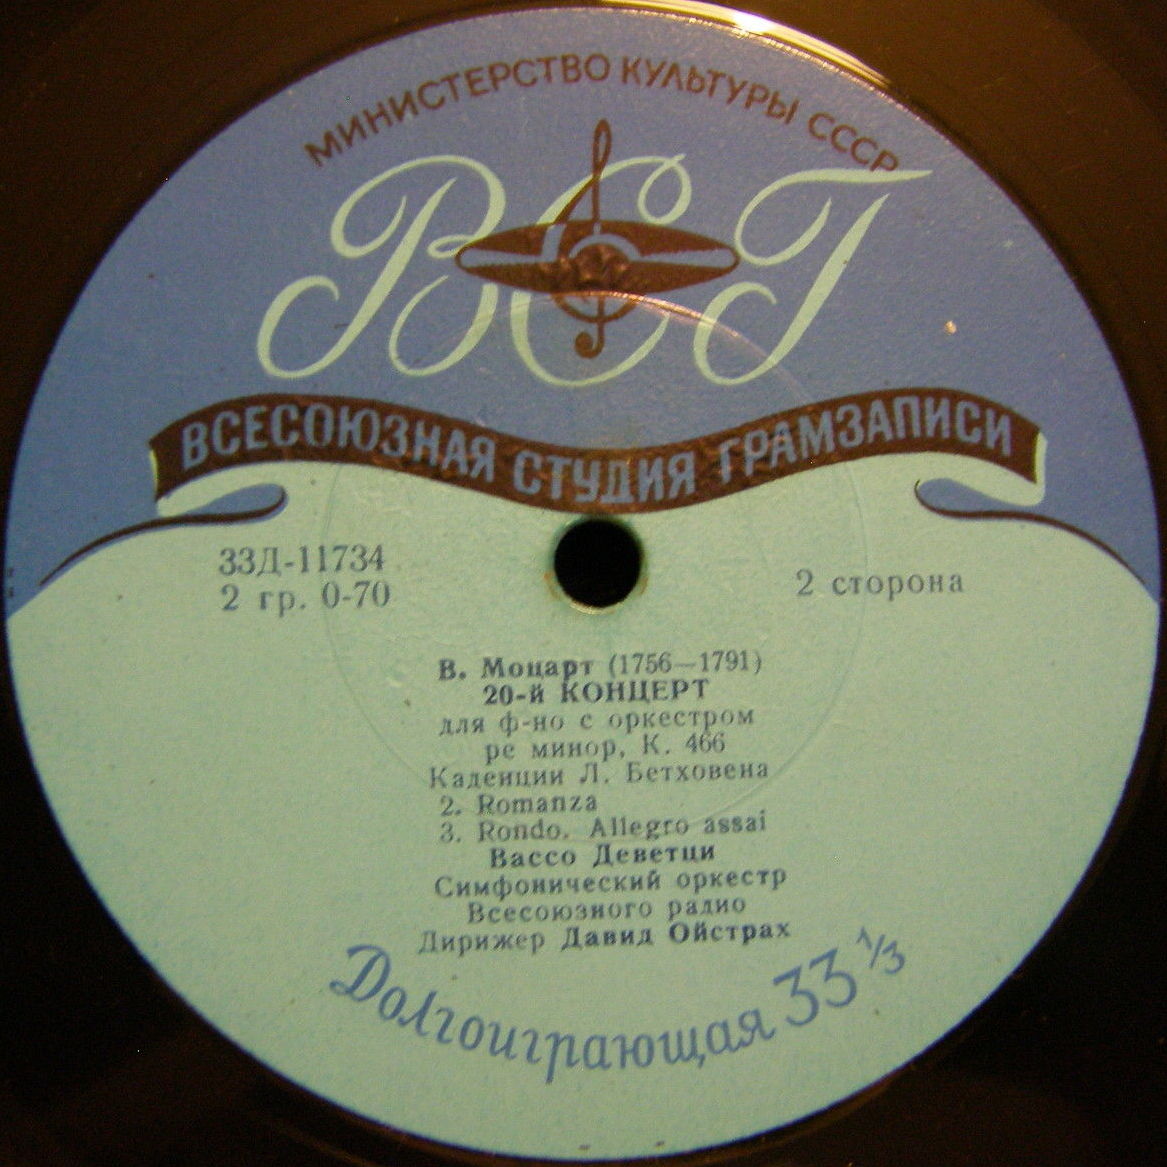 МИНИСТЕРСТВО КУЛЬТУРЫ СССР
ВСГ
ВСЕСОЮЗНАЯ СТУДИЯ ГРАМЗАПИСИ
33Д-11734
2 гр. 0-70
2 сторона
В. Моцарт (1756—1791)
20-й КОНЦЕРТ
для ф-но с оркестром
ре минор, К. 466
Каденции Л. Бетховена
2. Romanza
3. Rondo. Allegro assai
Вассо Деветци
Симфонический оркестр
Всесоюзного радио
Дирижер Давид Ойстрах
Долгоиграющая 33 1/3